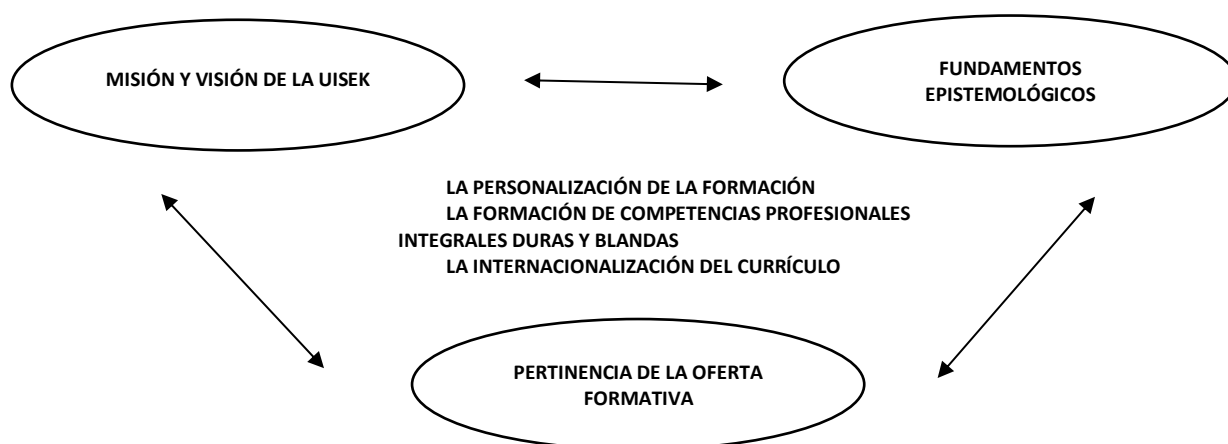 MISIÓN Y VISIÓN DE LA UISEK
FUNDAMENTOS
EPISTEMOLÓGICOS
LA PERSONALIZACIÓN DE LA FORMACIÓN
LA FORMACIÓN DE COMPETENCIAS PROFESIONALES
INTEGRALES DURAS Y BLANDAS
LA INTERNACIONALIZACIÓN DEL CURRÍCULO
PERTINENCIA DE LA OFERTA
FORMATIVA